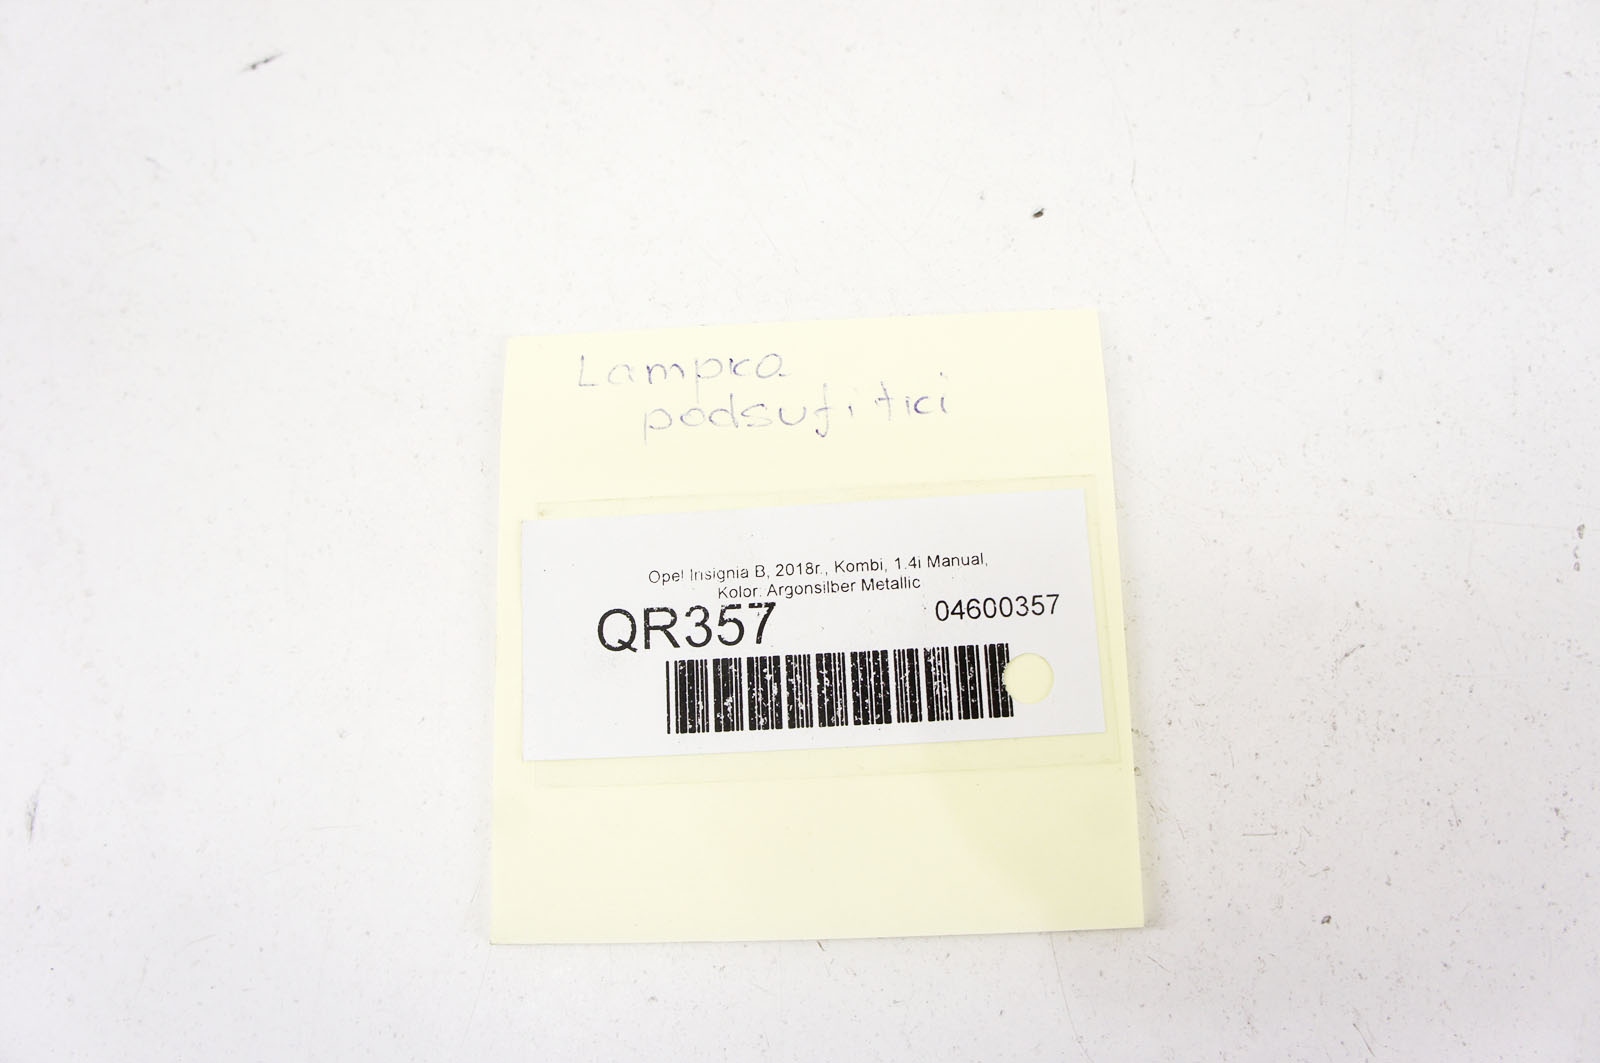 Lampka
podsufitki
Opel Insignia B, 2018r., Kombi, 1.4i Manual,
Kolor: Argonsilber Metallic
QR357
04600357